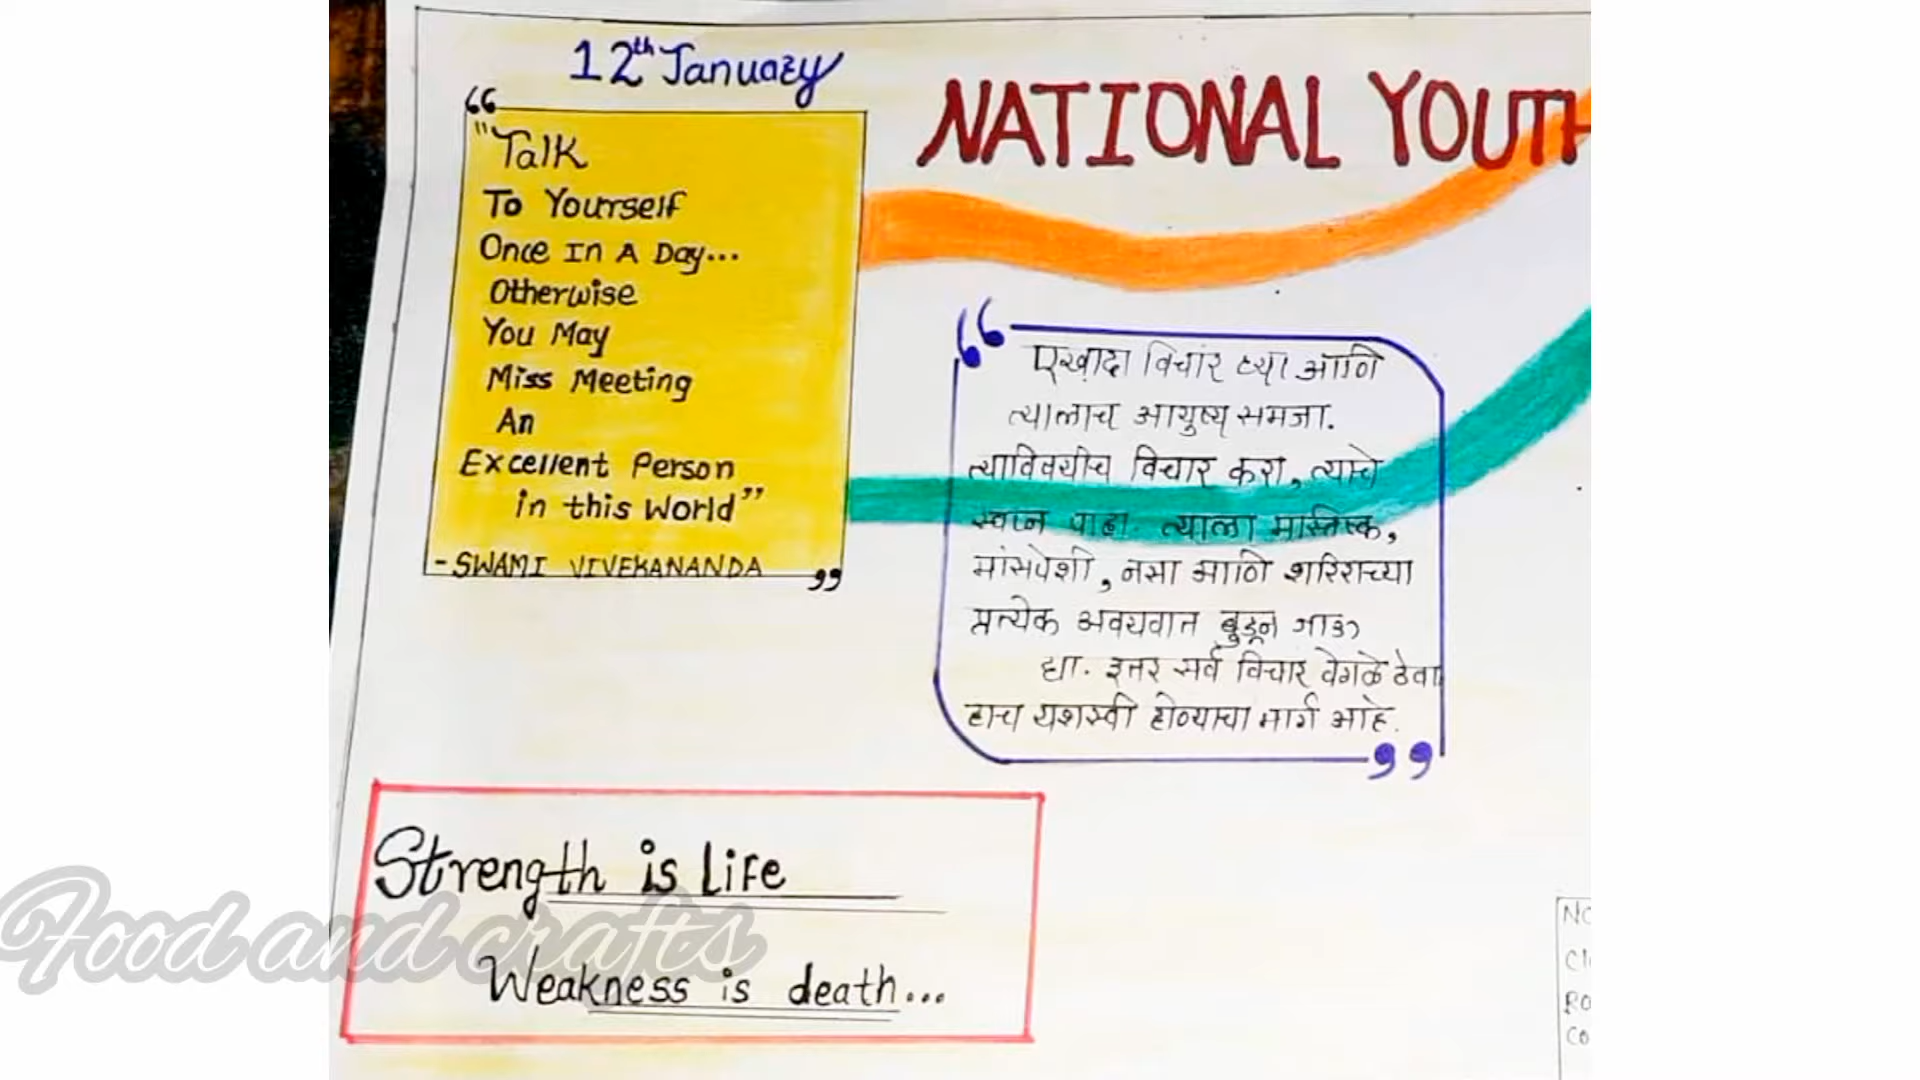 12th January
NATIONAL YOUTH
"Talk
To Yourself
Once In A Day...
Otherwise
You May
Miss Meeting
An
Excellent Person
in this World"
- SWAMI VIVEKANANDA
एखादा विचार घ्या आणि
त्यालाच आयुष्य समजा.
त्याविषयीच विचार करा, त्याचे
स्वप्न पाहा. त्याला मास्तिष्क,
मांसपेशी, नसा आणि शरिराच्या
प्रत्येक अवयवात बुडून जाऊ
द्या. इतर सर्व विचार वेगळे ठेवा
हाच यशस्वी होण्याचा मार्ग आहे.
Strength is Life
Weakness is death...
Food and crafts